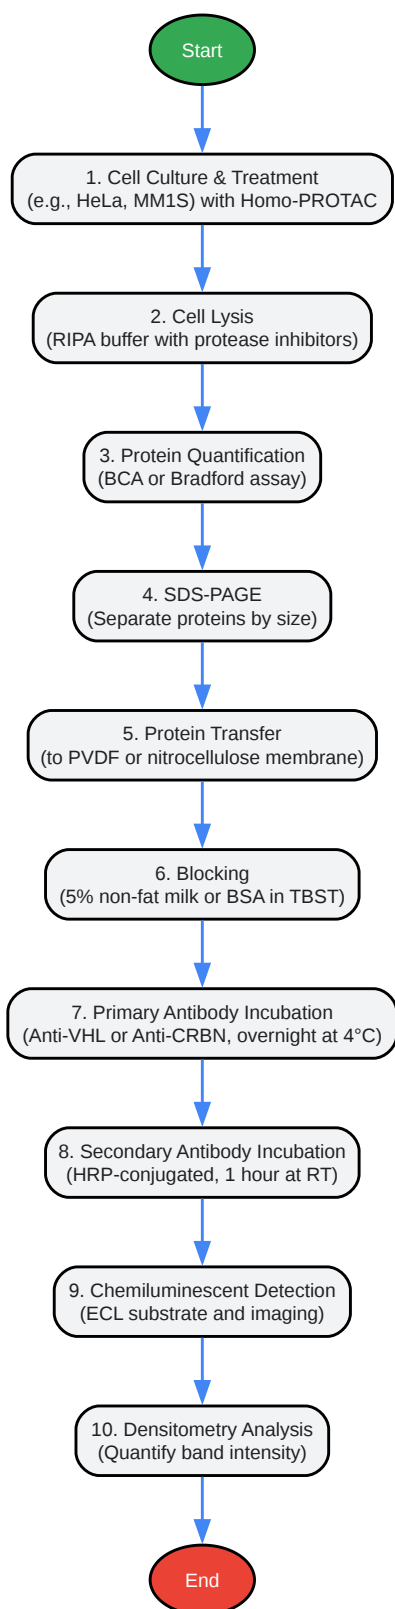 Start
1. Cell Culture & Treatment
(e.g., HeLa, MM1S) with Homo-PROTAC
2. Cell Lysis
(RIPA buffer with protease inhibitors)
3. Protein Quantification
(BCA or Bradford assay)
4. SDS-PAGE
(Separate proteins by size)
5. Protein Transfer
(to PVDF or nitrocellulose membrane)
6. Blocking
(5% non-fat milk or BSA in TBST)
7. Primary Antibody Incubation
(Anti-VHL or Anti-CRBN, overnight at 4°C)
8. Secondary Antibody Incubation
(HRP-conjugated, 1 hour at RT)
9. Chemiluminescent Detection
(ECL substrate and imaging)
10. Densitometry Analysis
(Quantify band intensity)
End